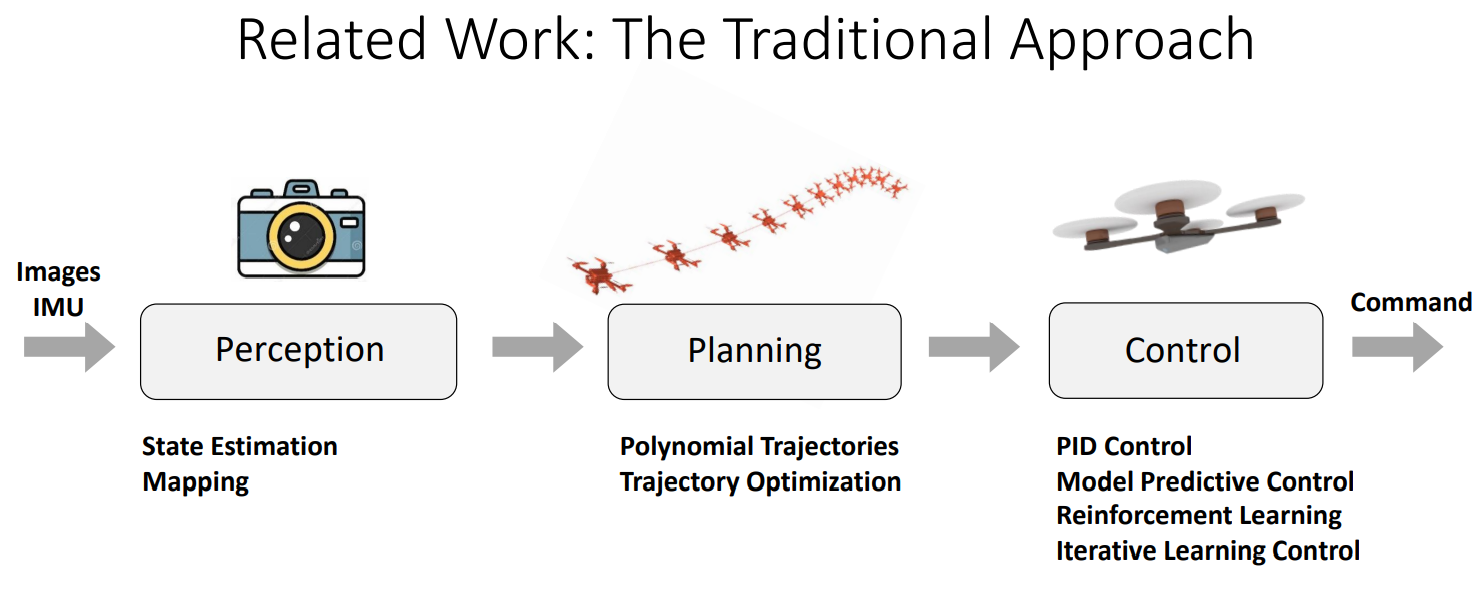 Related Work: The Traditional Approach
Images
IMU
Perception
State Estimation
Mapping
Planning
Polynomial Trajectories
Trajectory Optimization
Control
PID Control
Model Predictive Control
Reinforcement Learning
Iterative Learning Control
Command